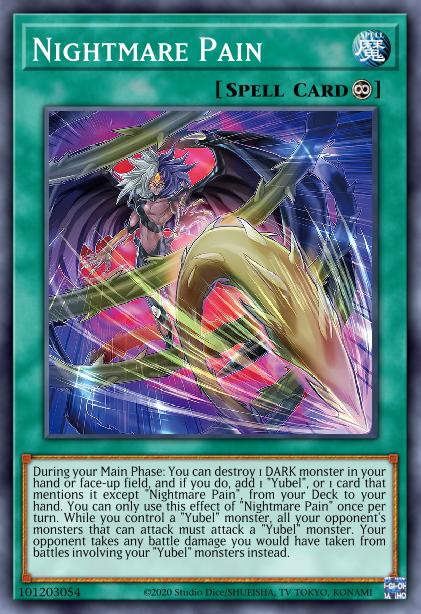 Nightmare Pain
SPELL
魔
[Spell Card]
During your Main Phase: You can destroy 1 DARK monster in your
hand or face-up field, and if you do, add 1 "Yubel", or 1 card that
mentions it except "Nightmare Pain", from your Deck to your
hand. You can only use this effect of "Nightmare Pain" once per
turn. While you control a "Yubel" monster, all your opponent's
monsters that can attack must attack a "Yubel" monster. Your
opponent takes any battle damage you would have taken from
battles involving your "Yubel" monsters instead.
101203054
©2020 Studio Dice/SHUEISHA, TV TOKYO, KONAMI